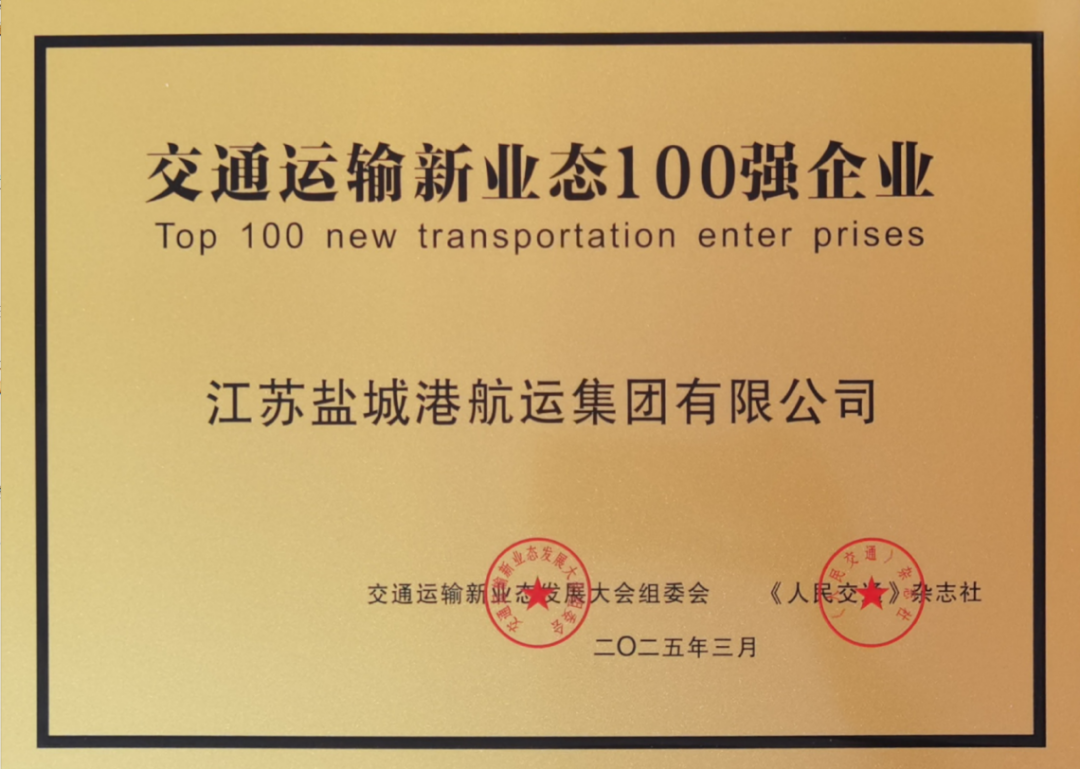 交通运输新业态100强企业
Top 100 new transportation enter prises
江苏盐城港航运集团有限公司
交通运输新业态发展大会组委会 《人民交通》杂志社
二〇二五年三月